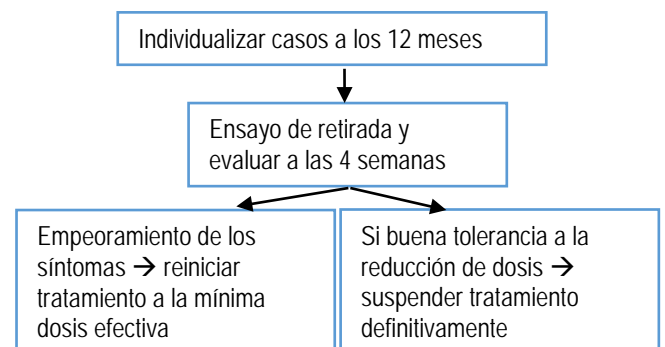 Individualizar casos a los 12 meses
Ensayo de retirada y
evaluar a las 4 semanas
Empeoramiento de los
síntomas → reiniciar
tratamiento a la mínima
dosis efectiva
Si buena tolerancia a la
reducción de dosis →
suspender tratamiento
definitivamente